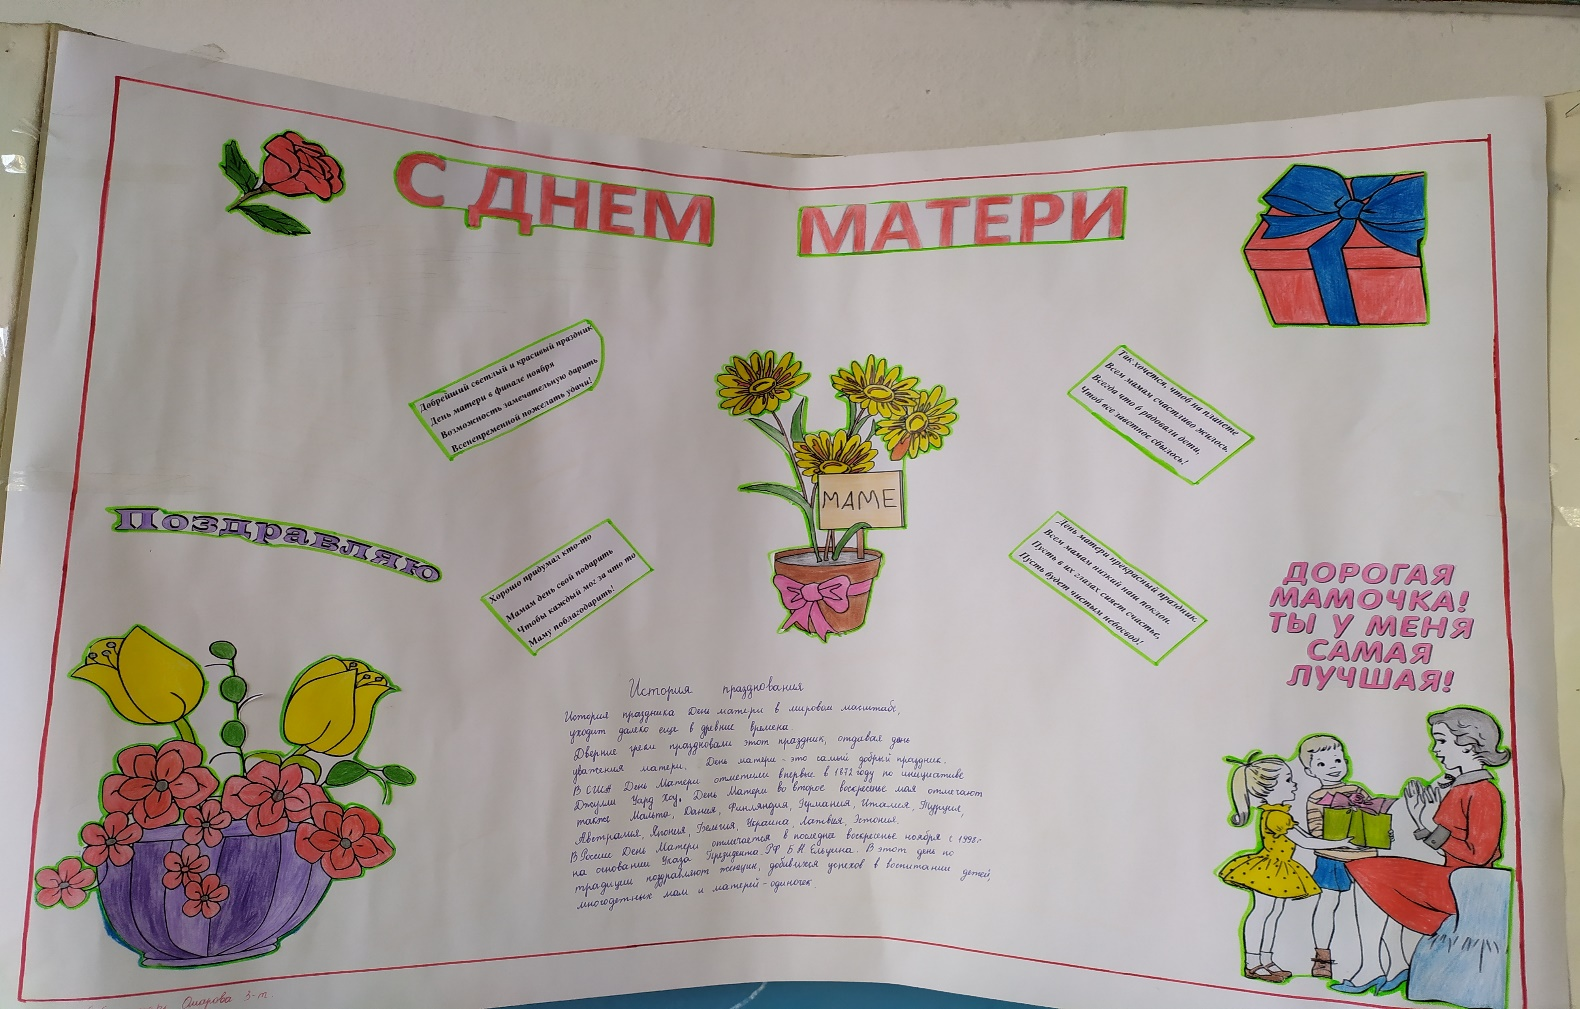 С ДНЕМ МАТЕРИ
Добрейший светлый и красивый праздник
День матери в финале ноября
Возможность замечательную дарить
Всенепременной пожелать удачи!
Так хочется, чтоб на планете
Всем мамам счастливо жилось.
Всегда что б радовали дети,
Чтоб все заветное сбылось!
МАМЕ
Поздравляю
Хорошо придумал кто-то
Мамам день свой подарить
Чтобы каждый мог за что то
Маму поблагодарить!
День матери прекрасный праздник
Всем мамам низкий наш поклон.
Пусть в их глазах сияет счастье,
Пусть будет чистым небосвод!
ДОРОГАЯ
МАМОЧКА!
ТЫ У МЕНЯ
САМАЯ
ЛУЧШАЯ!
История празднования
История праздника День матери в мировом масштабе,
уходит далеко еще в древние времена.
Дверние греки праздновали этот праздник, отдавая день
уважения матери. День матери - это самый добрый праздник.
В США День Матери отметили впервые в 1872 году по инициативе
Джулии Уард Хоу. День Матери во второе воскресенье мая отмечают
также Мальта, Дания, Финляндия, Германия, Италия, Турция,
Австралия, Япония, Бельгия, Украина, Латвия, Эстония.
В России День Матери отмечается в последна воскресенье ноября с 1998г
на основании Указа Президента РФ Б.Н. Ельцина. В этот день по
традиции поздравляют женщин, добившихся успехов в воспитании детей,
многодетных мам и матерей-одиночек.
Омарова 3-т.